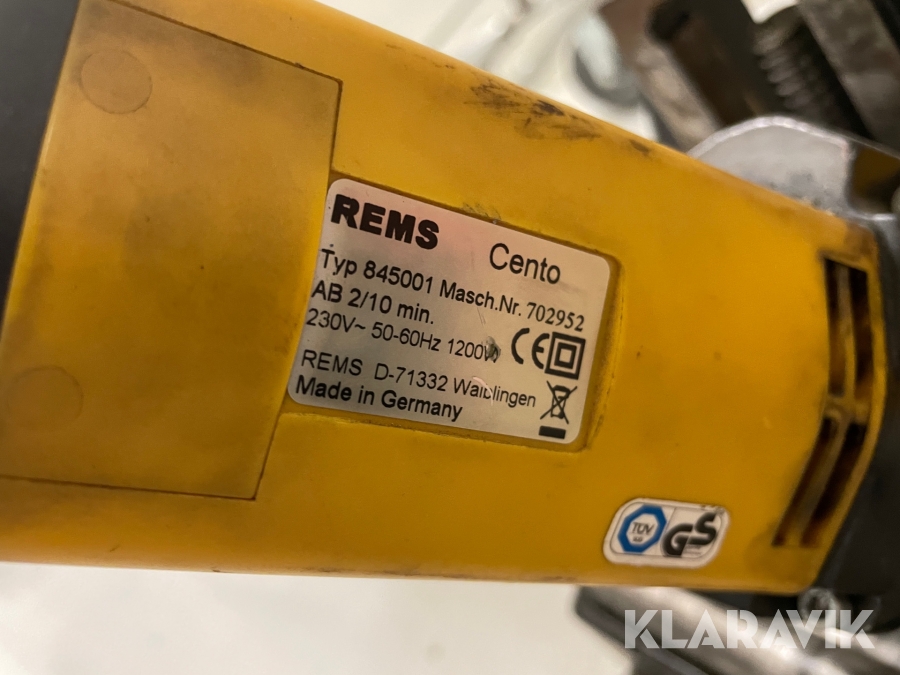 REMS Cento
Typ 845001 Masch.Nr. 702952
AB 2/10 min.
230V~ 50-60Hz 1200W
CE
REMS D-71332 Waiblingen
Made in Germany
TÜV
GS
KLARAVIK